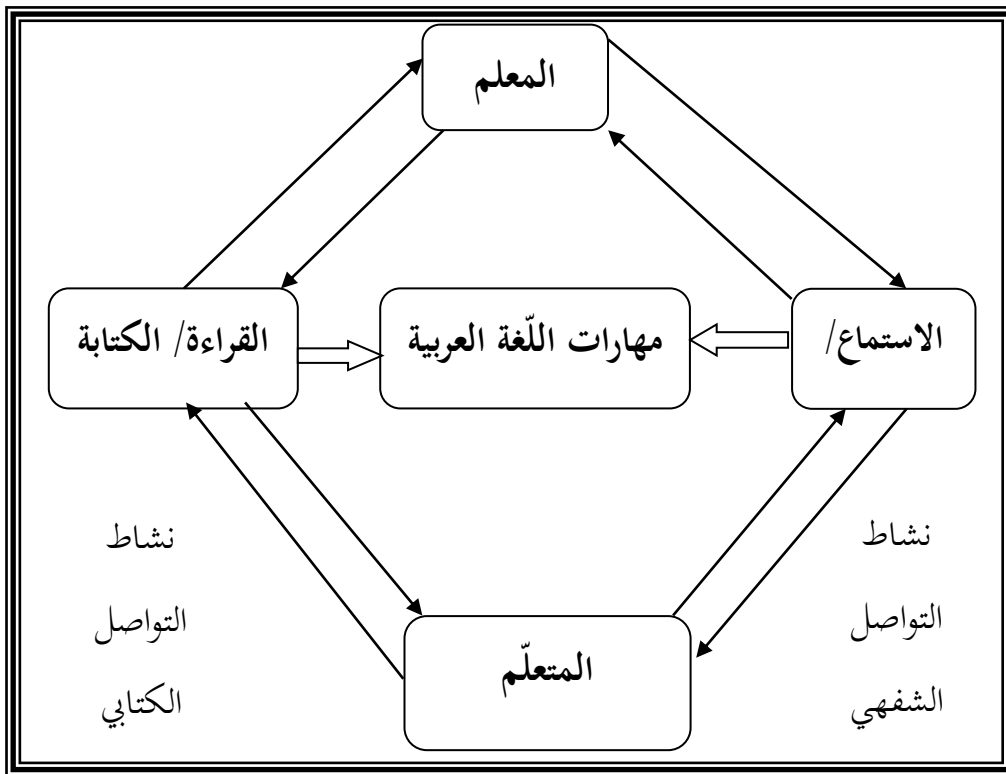 المعلم
الاستماع/
مهارات اللّغة العربية
القراءة/ الكتابة
نشاط
التواصل
الشفهي
نشاط
التواصل
الكتابي
المتعلّم